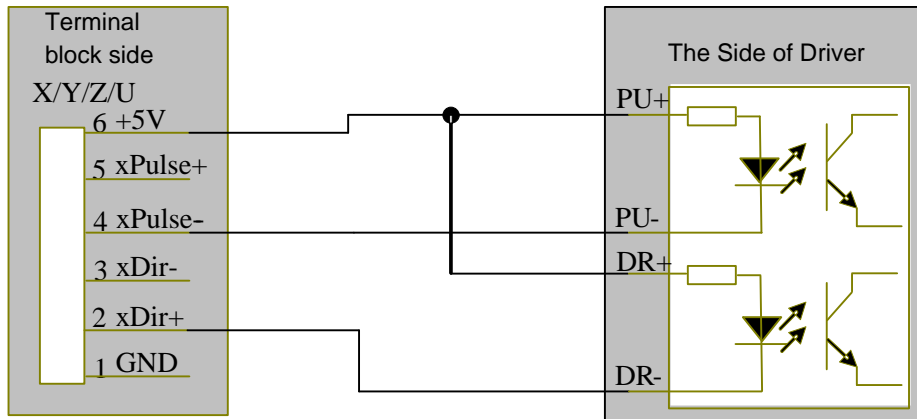 Terminal
block side
X/Y/Z/U
6 +5V
5 xPulse+
4 xPulse-
3 xDir-
2 xDir+
1 GND
The Side of Driver
PU+
PU-
DR+
DR-